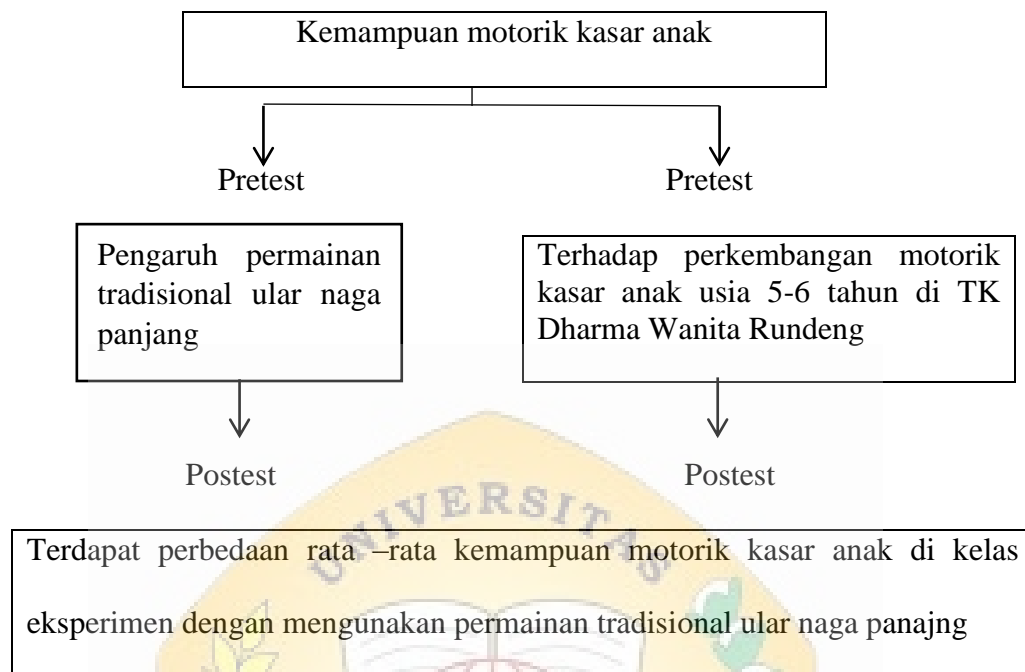 Kemampuan motorik kasar anak
Pretest
Pretest
Pengaruh permainan
tradisional ular naga
panjang
Terhadap perkembangan motorik
kasar anak usia 5-6 tahun di TK
Dharma Wanita Rundeng
Postest
Postest
UNIVERSITAS
Terdapat perbedaan rata –rata kemampuan motorik kasar anak di kelas
eksperimen dengan mengunakan permainan tradisional ular naga panajng